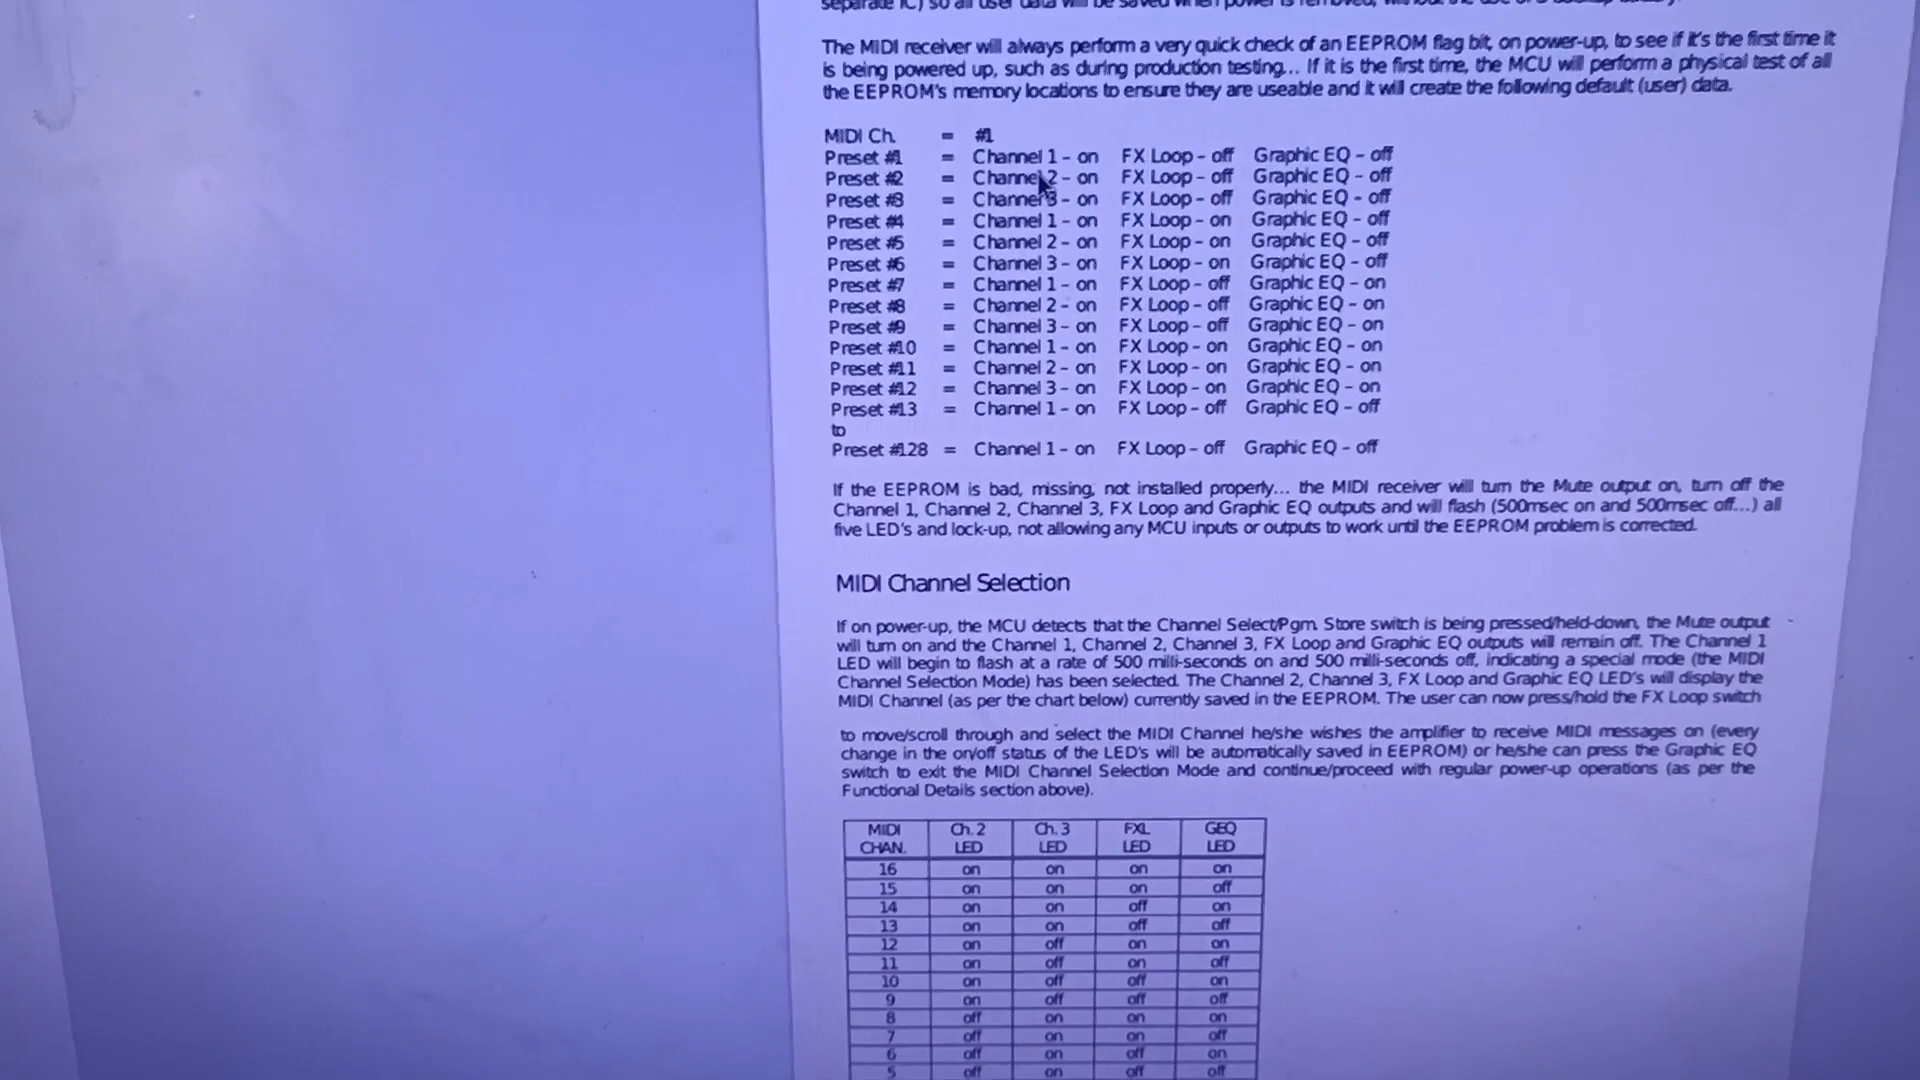 The MIDI receiver will always perform a very quick check of an EEPROM flag bit, on power-up, to see if it's the first time it
is being powered up, such as during production testing... If it is the first time, the MCU will perform a physical test of all
the EEPROM's memory locations to ensure they are useable and it will create the following default (user) data.
MIDI Ch. = #1
Preset #1 = Channel 1 - on FX Loop - off Graphic EQ - off
Preset #2 = Channel 2 - on FX Loop - off Graphic EQ - off
Preset #3 = Channel 3 - on FX Loop - off Graphic EQ - off
Preset #4 = Channel 1 - on FX Loop - on Graphic EQ - off
Preset #5 = Channel 2 - on FX Loop - on Graphic EQ - off
Preset #6 = Channel 3 - on FX Loop - on Graphic EQ - off
Preset #7 = Channel 1 - on FX Loop - off Graphic EQ - on
Preset #8 = Channel 2 - on FX Loop - off Graphic EQ - on
Preset #9 = Channel 3 - on FX Loop - off Graphic EQ - on
Preset #10 = Channel 1 - on FX Loop - on Graphic EQ - on
Preset #11 = Channel 2 - on FX Loop - on Graphic EQ - on
Preset #12 = Channel 3 - on FX Loop - on Graphic EQ - on
Preset #13 = Channel 1 - on FX Loop - off Graphic EQ - off
to
Preset #128 = Channel 1 - on FX Loop - off Graphic EQ - off
If the EEPROM is bad, missing, not installed properly... the MIDI receiver will turn the Mute output on, turn off the
Channel 1, Channel 2, Channel 3, FX Loop and Graphic EQ outputs and will flash (500msec on and 500msec off...) all
five LED's and lock-up, not allowing any MCU inputs or outputs to work until the EEPROM problem is corrected.
MIDI Channel Selection
If on power-up, the MCU detects that the Channel Select/Pgm. Store switch is being pressed/held-down, the Mute output
will turn on and the Channel 1, Channel 2, Channel 3, FX Loop and Graphic EQ outputs will remain off. The Channel 1
LED will begin to flash at a rate of 500 milli-seconds on and 500 milli-seconds off, indicating a special mode (the MIDI
Channel Selection Mode) has been selected. The Channel 2, Channel 3, FX Loop and Graphic EQ LED's will display the
MIDI Channel (as per the chart below) currently saved in the EEPROM. The user can now press/hold the FX Loop switch
to move/scroll through and select the MIDI Channel he/she wishes the amplifier to receive MIDI messages on (every
change in the on/off status of the LED's will be automatically saved in EEPROM) or he/she can press the Graphic EQ
switch to exit the MIDI Channel Selection Mode and continue/proceed with regular power-up operations (as per the
Functional Details section above).
MIDI Ch. 2 Ch. 3 FXL GEQ
CHAN. LED LED LED LED
16 on on on on
15 on on on off
14 on on off on
13 on on off off
12 on off on on
11 on off on off
10 on off off on
9 on off off off
8 off on on on
7 off on on off
6 off on off on
5 off on off off